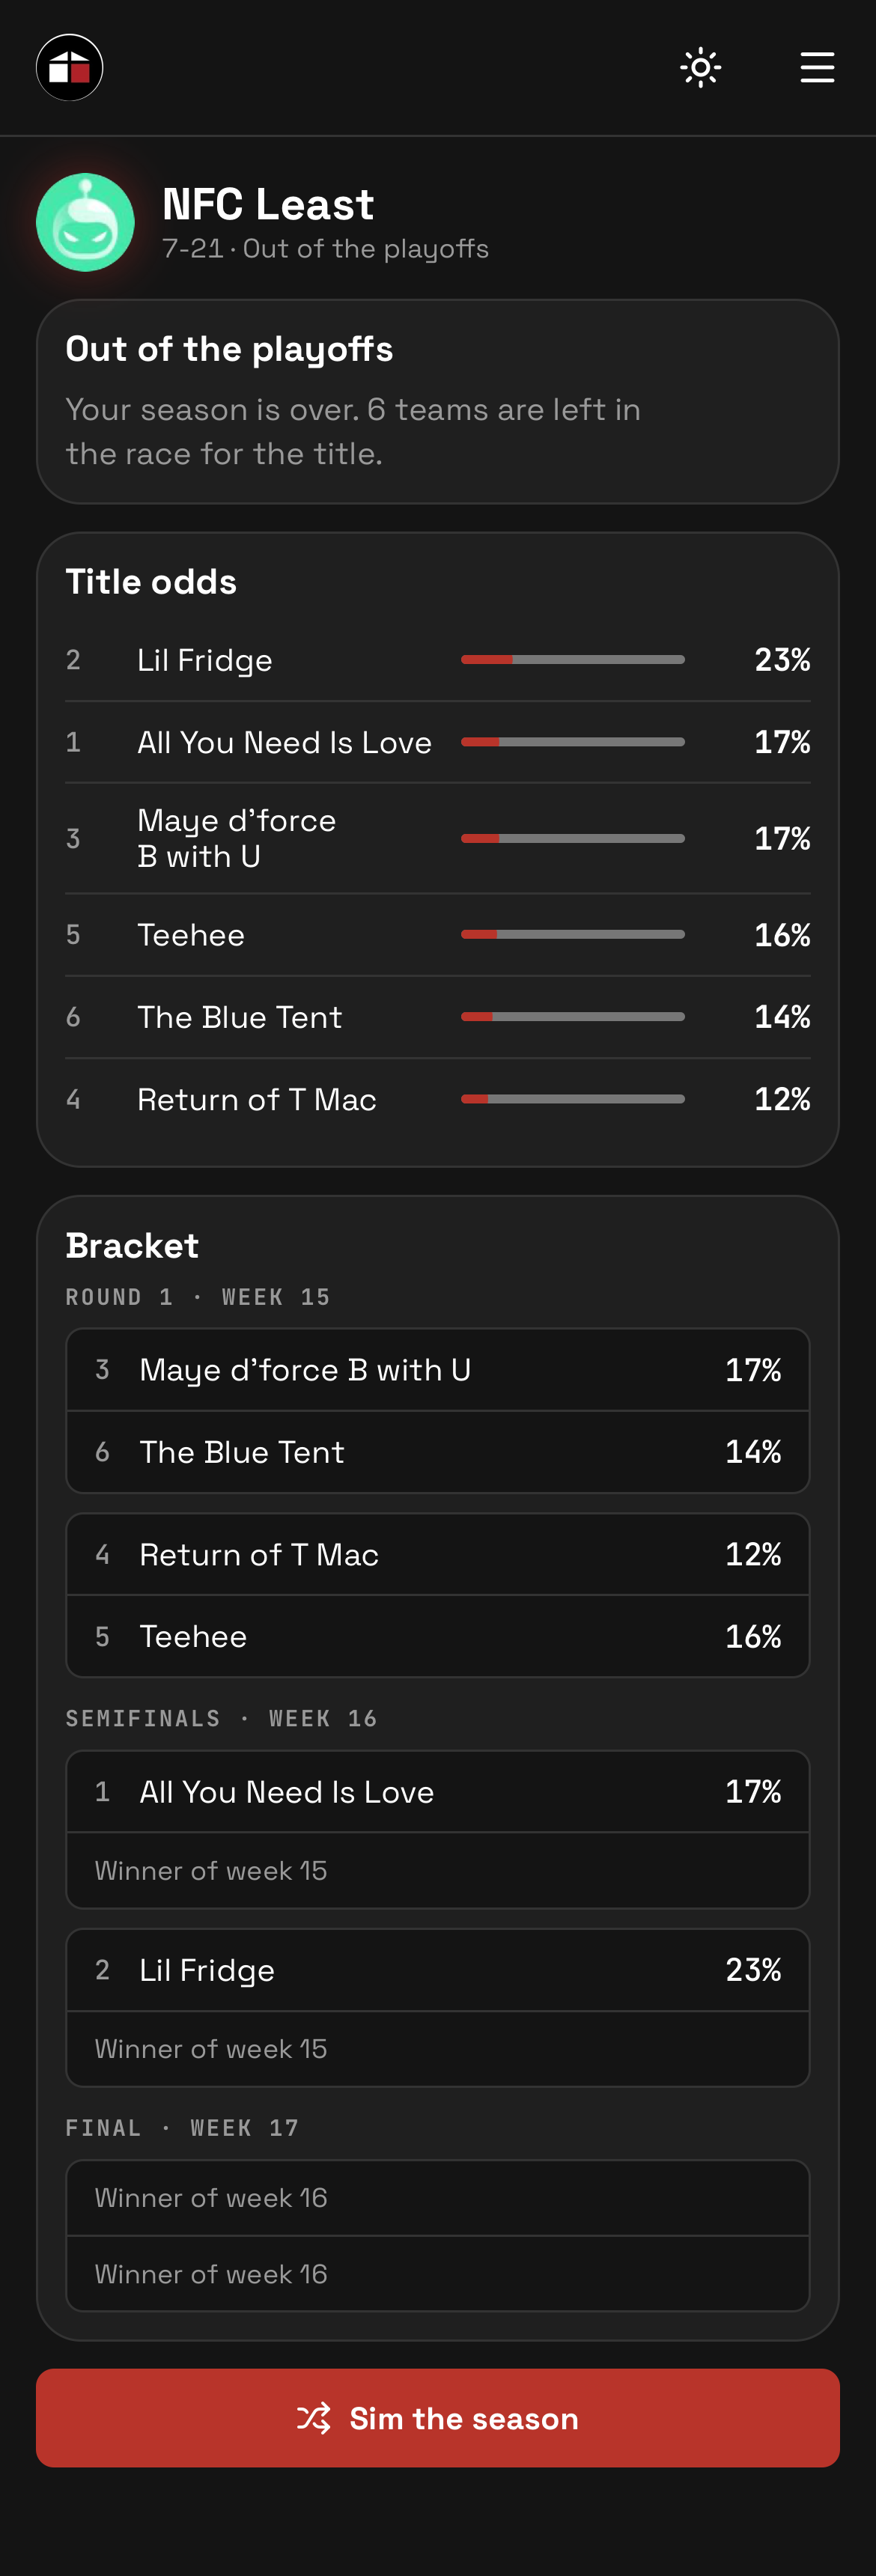 NFC Least
7-21 · Out of the playoffs
Out of the playoffs
Your season is over. 6 teams are left in
the race for the title.
Title odds
2 Lil Fridge 23%
1 All You Need Is Love 17%
3 Maye d’force
B with U 17%
5 Teehee 16%
6 The Blue Tent 14%
4 Return of T Mac 12%
Bracket
ROUND 1 · WEEK 15
3 Maye d’force B with U 17%
6 The Blue Tent 14%
4 Return of T Mac 12%
5 Teehee 16%
SEMIFINALS · WEEK 16
1 All You Need Is Love 17%
Winner of week 15
2 Lil Fridge 23%
Winner of week 15
FINAL · WEEK 17
Winner of week 16
Winner of week 16
Sim the season